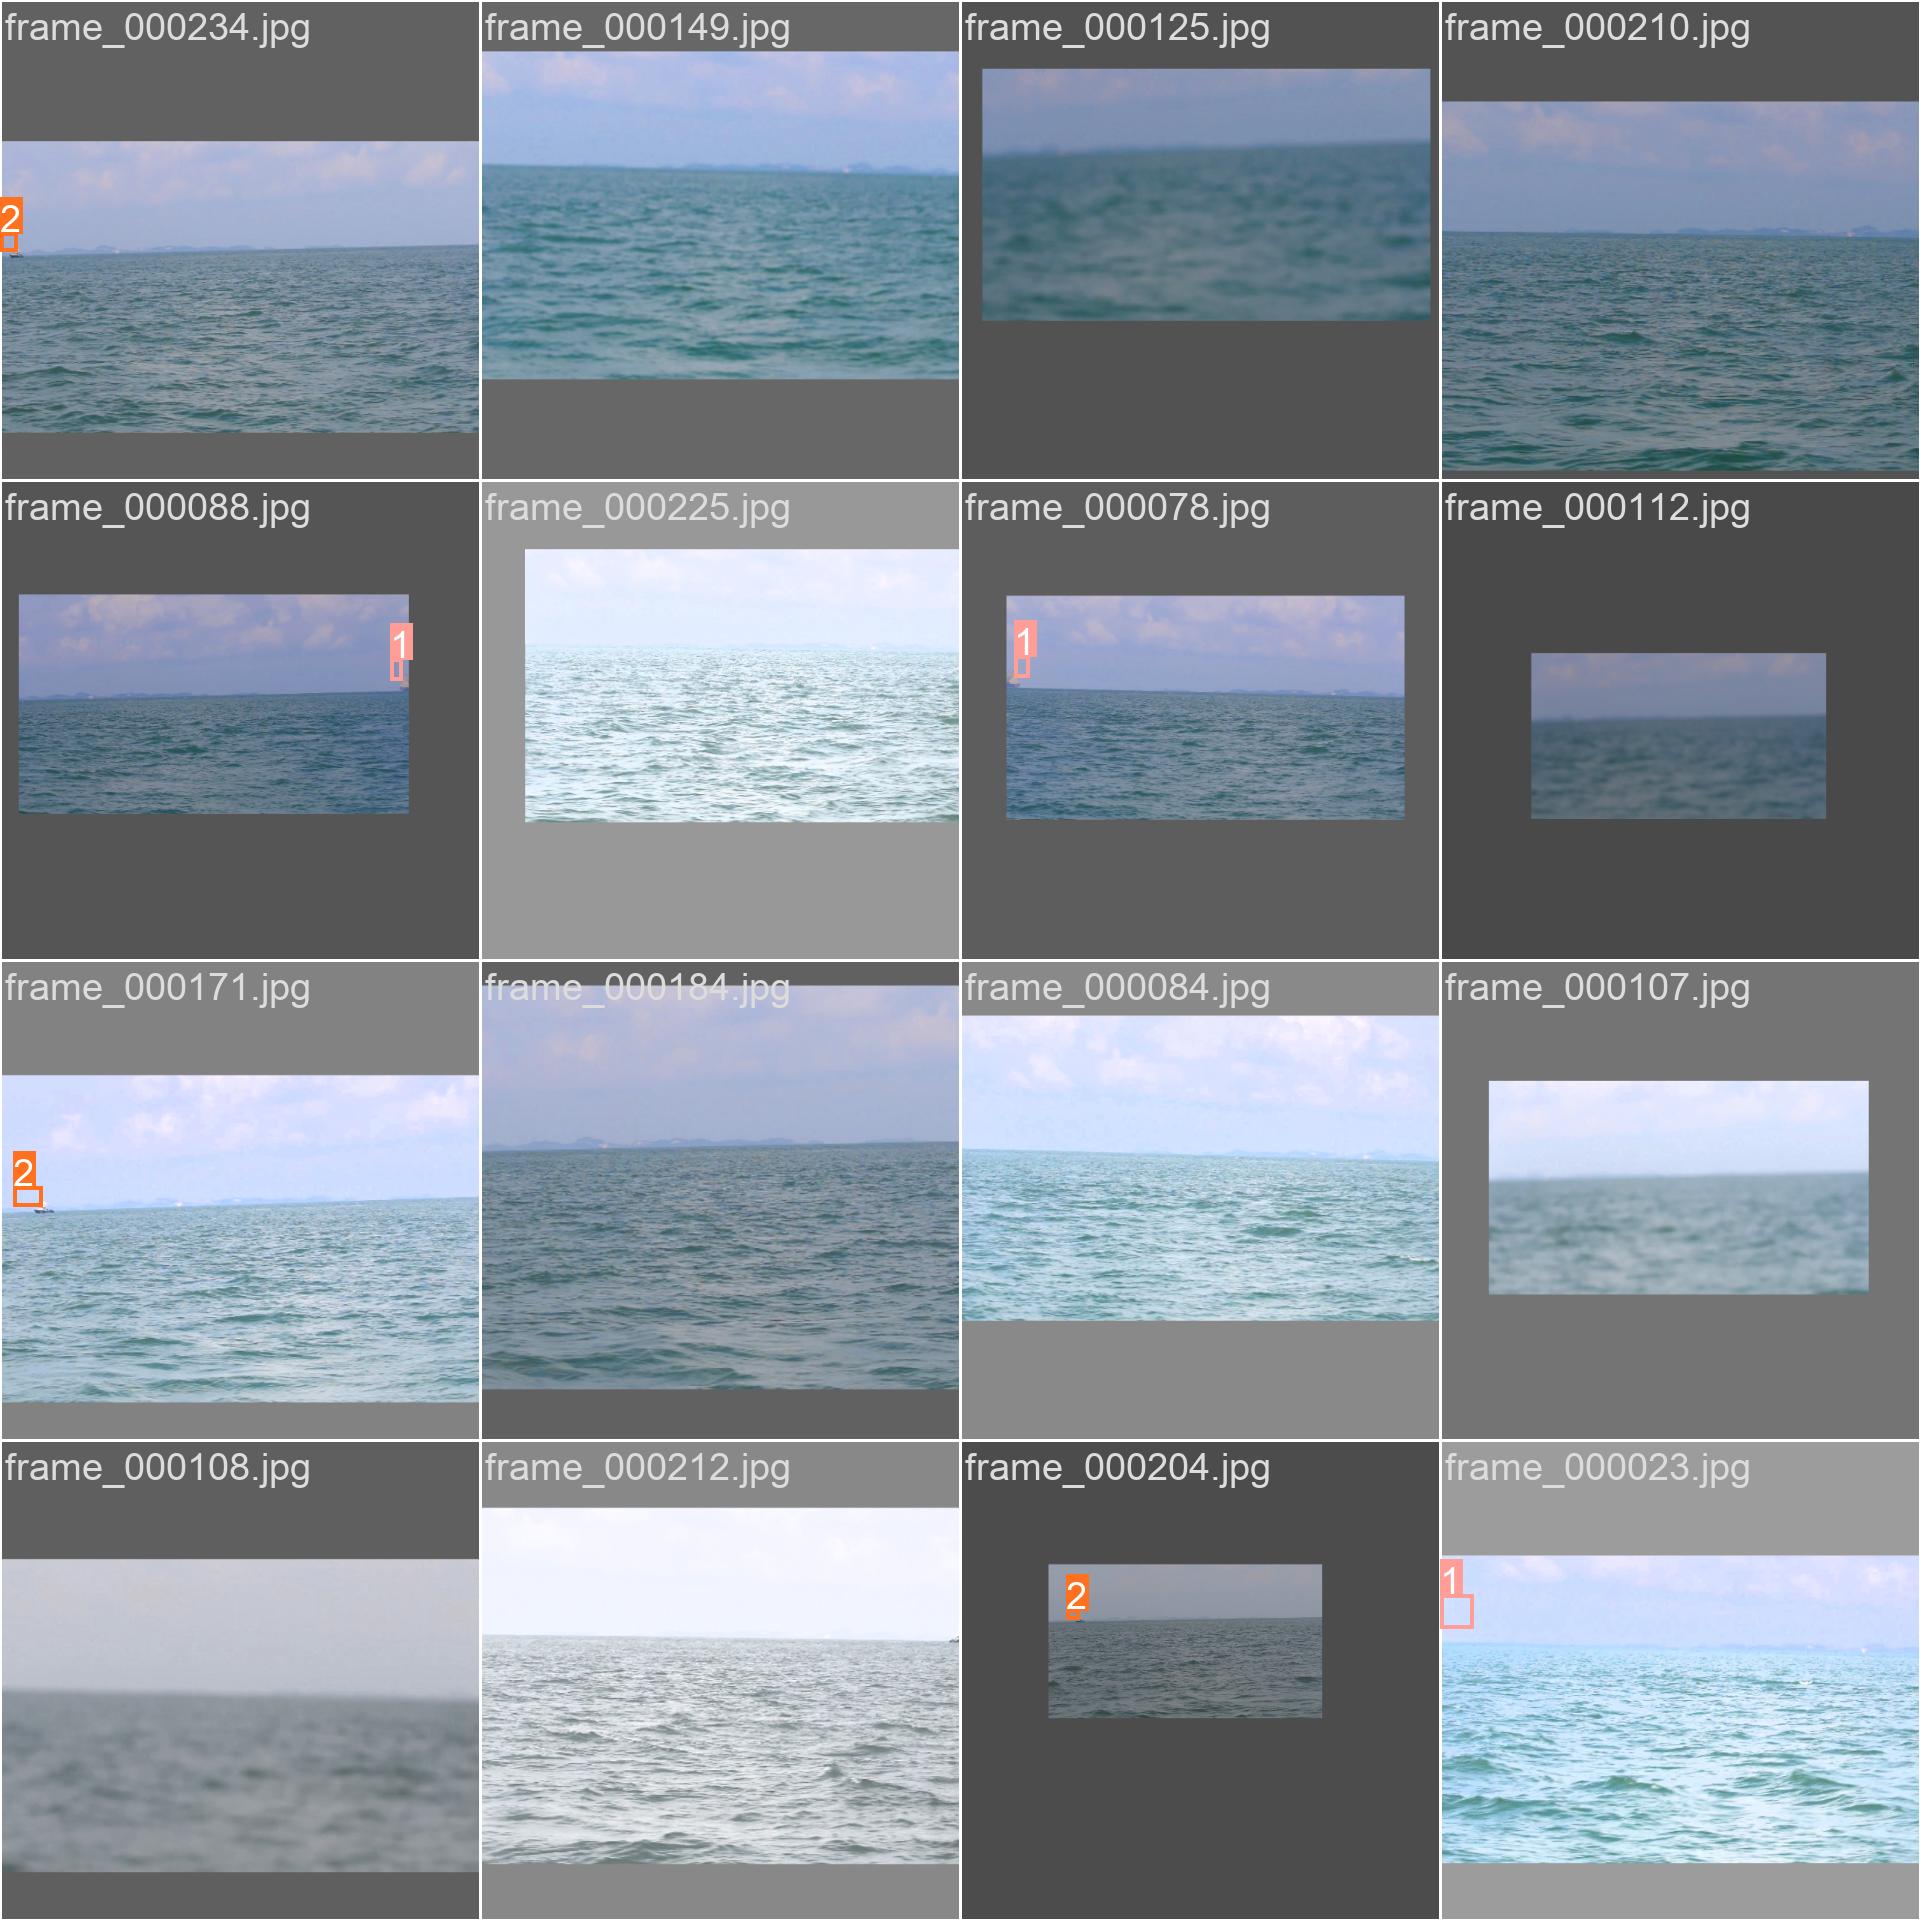 frame_000234.jpg
frame_000149.jpg
frame_000125.jpg
frame_000210.jpg
2
frame_000088.jpg
frame_000225.jpg
frame_000078.jpg
frame_000112.jpg
1
1
frame_000171.jpg
frame_000184.jpg
frame_000084.jpg
frame_000107.jpg
2
frame_000108.jpg
frame_000212.jpg
frame_000204.jpg
frame_000023.jpg
2
1